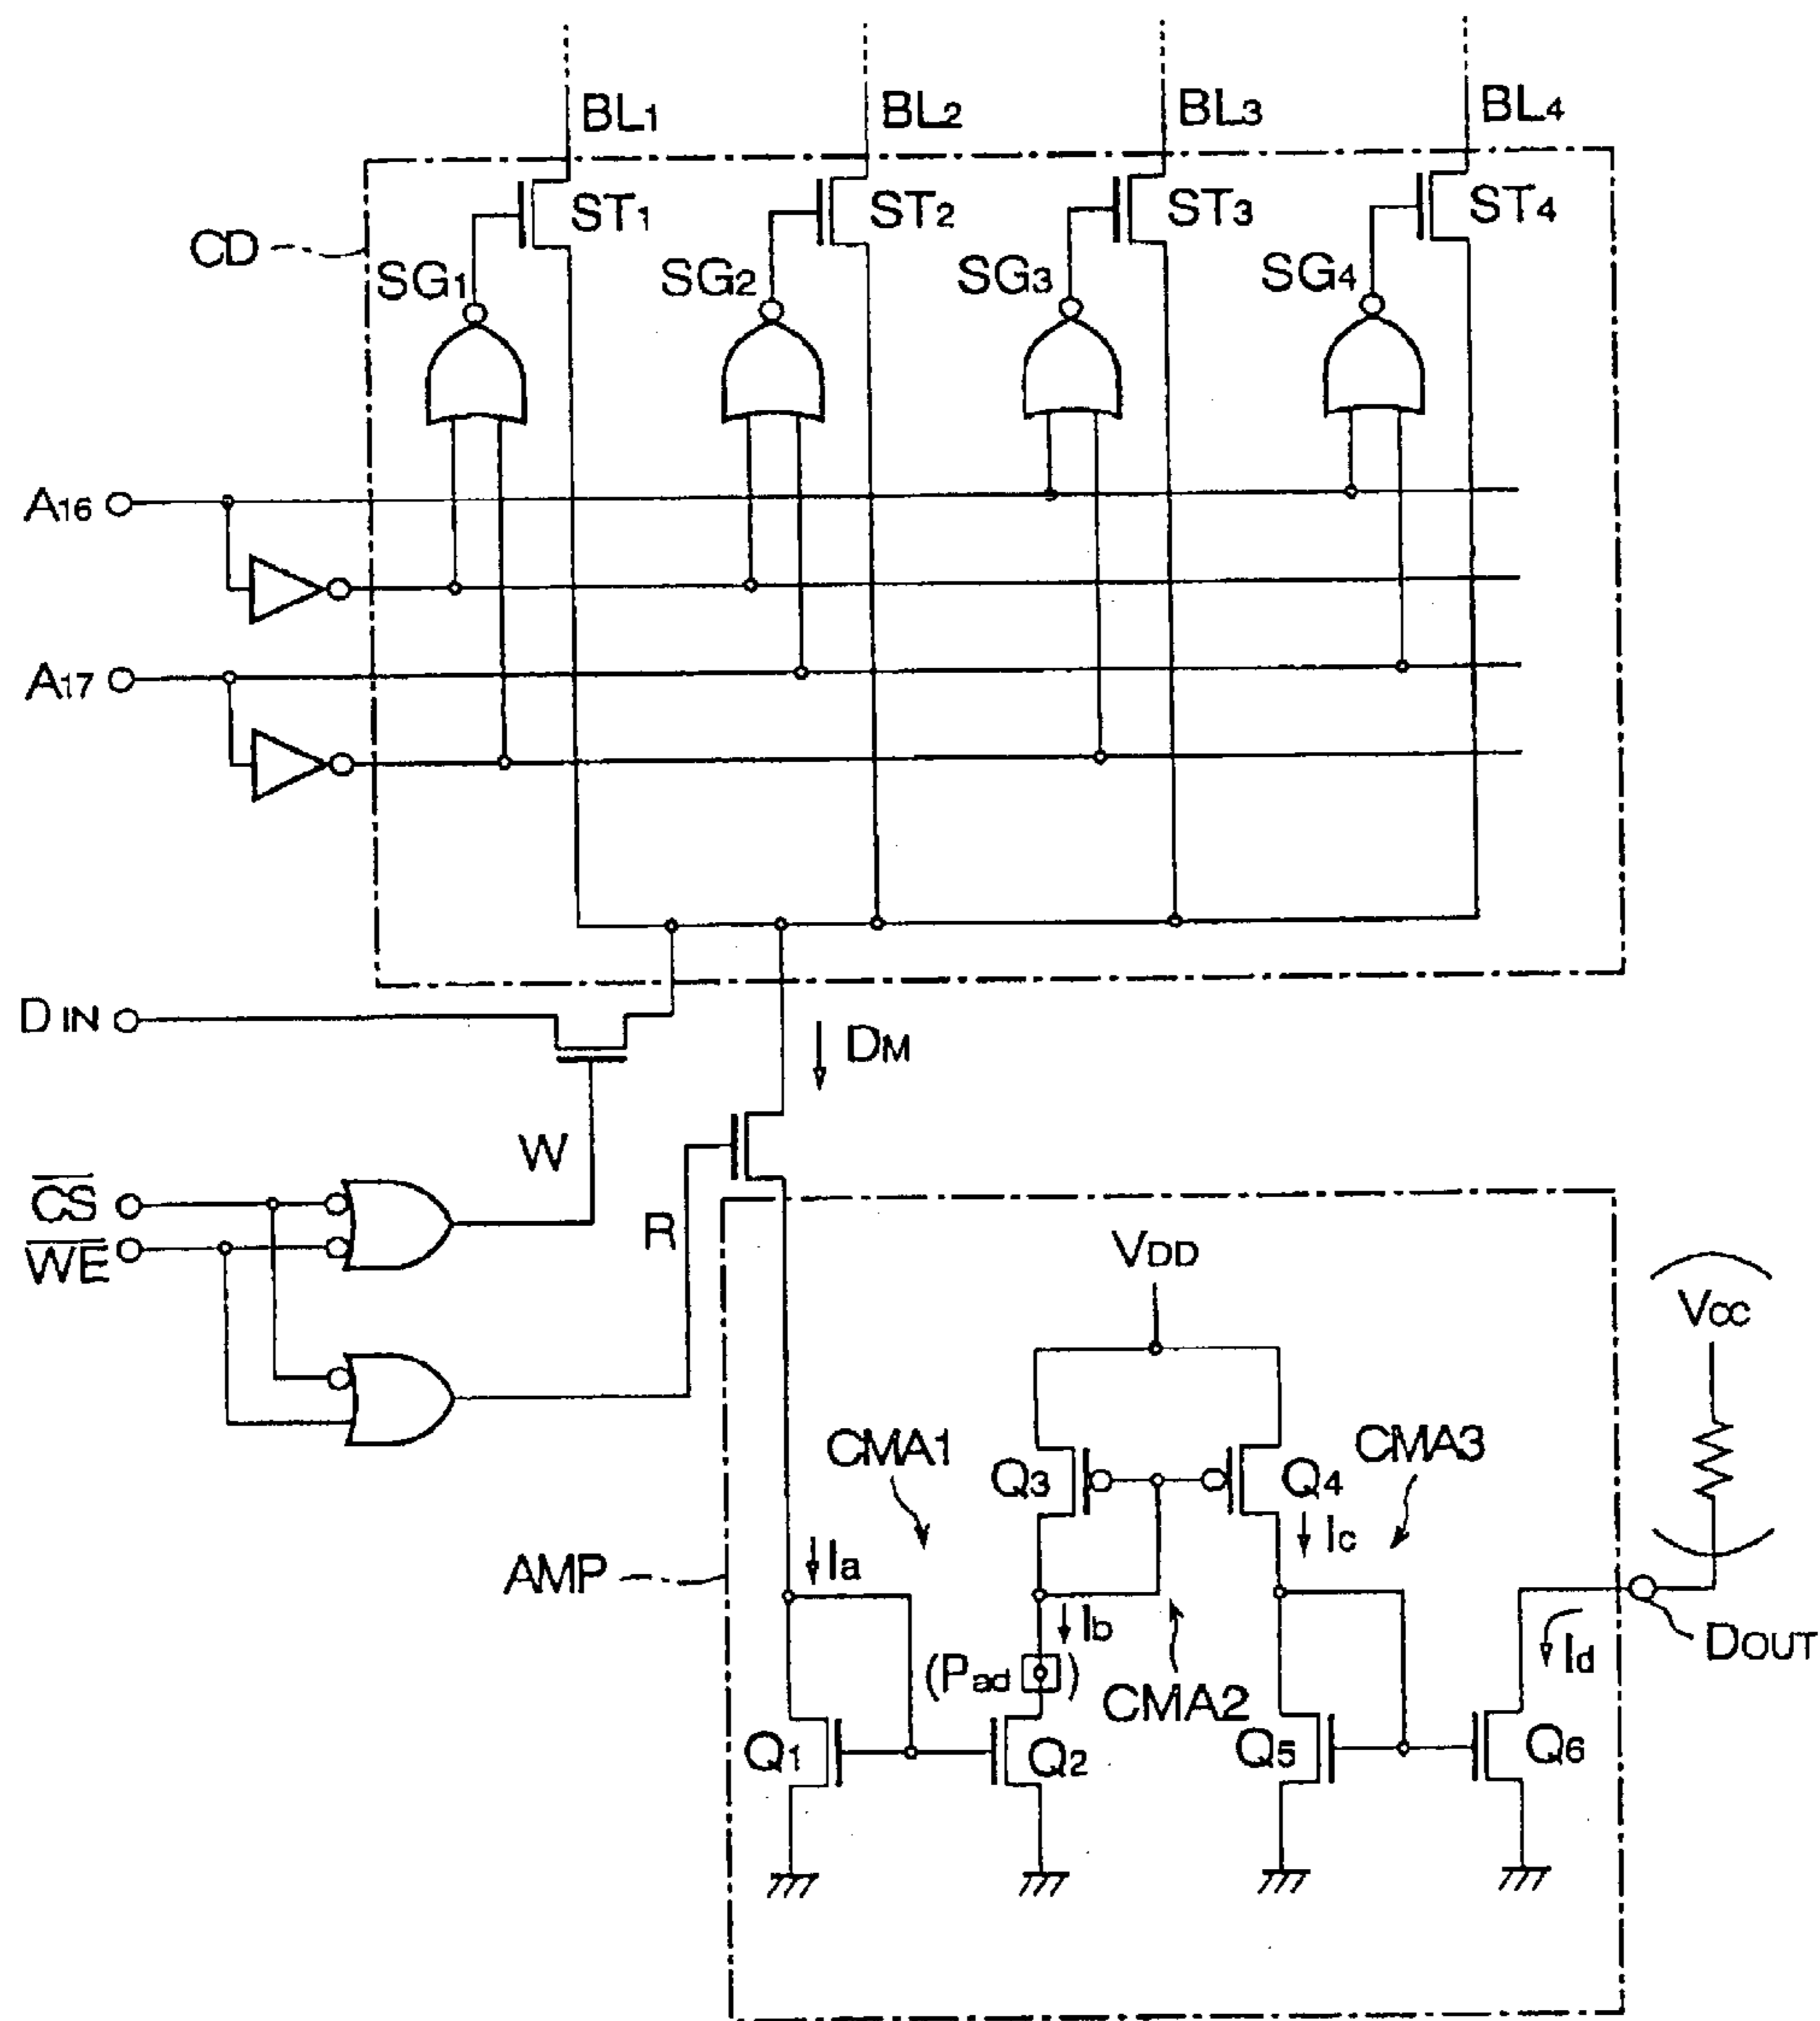 BL1 BL2 BL3 BL4
ST1 ST2 ST3 ST4
CD
SG1 SG2 SG3 SG4
A16
A17
DIN
DM
W
CS
WE
R
VDD
VCC
CMA1
Q3
Q4
CMA3
Ic
AMP
Ia
Ib
(Pad)
CMA2
Id
DOUT
Q1
Q2
Q5
Q6